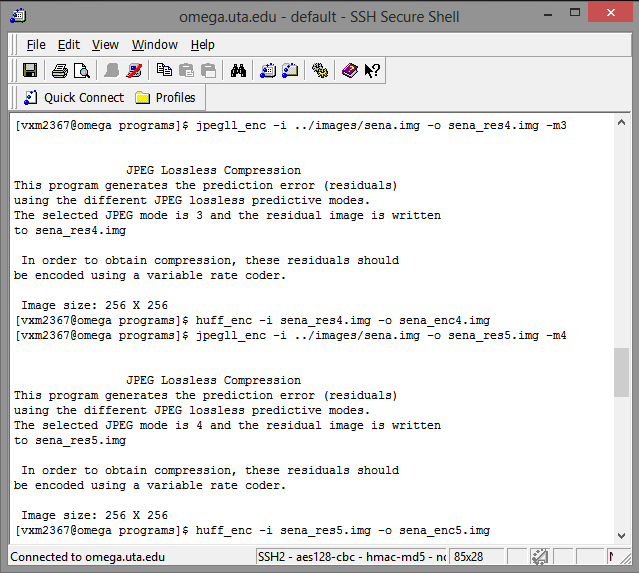 omega.uta.edu - default - SSH Secure Shell
File Edit View Window Help
Quick Connect Profiles
[vxm2367@omega programs]$ jpegll_enc -i ../images/sena.img -o sena_res4.img -m3
JPEG Lossless Compression
This program generates the prediction error (residuals)
using the different JPEG lossless predictive modes.
The selected JPEG mode is 3 and the residual image is written
to sena_res4.img
In order to obtain compression, these residuals should
be encoded using a variable rate coder.
Image size: 256 X 256
[vxm2367@omega programs]$ huff_enc -i sena_res4.img -o sena_enc4.img
[vxm2367@omega programs]$ jpegll_enc -i ../images/sena.img -o sena_res5.img -m4
JPEG Lossless Compression
This program generates the prediction error (residuals)
using the different JPEG lossless predictive modes.
The selected JPEG mode is 4 and the residual image is written
to sena_res5.img
In order to obtain compression, these residuals should
be encoded using a variable rate coder.
Image size: 256 X 256
[vxm2367@omega programs]$ huff_enc -i sena_res5.img -o sena_enc5.img
Connected to omega.uta.edu SSH2 - aes128-cbc - hmac-md5 - 85x28